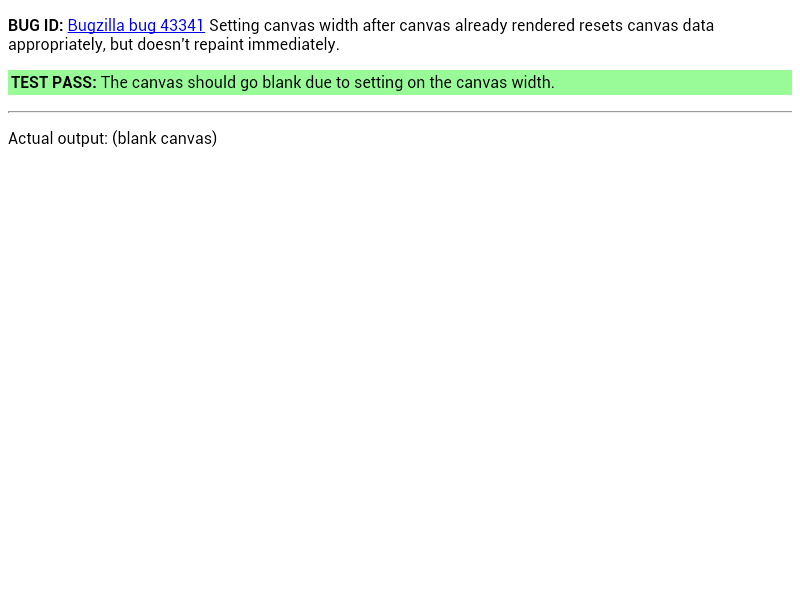 BUG ID: Bugzilla bug 43341 Setting canvas width after canvas already rendered resets canvas data
appropriately, but doesn't repaint immediately.
TEST PASS: The canvas should go blank due to setting on the canvas width.
Actual output: (blank canvas)